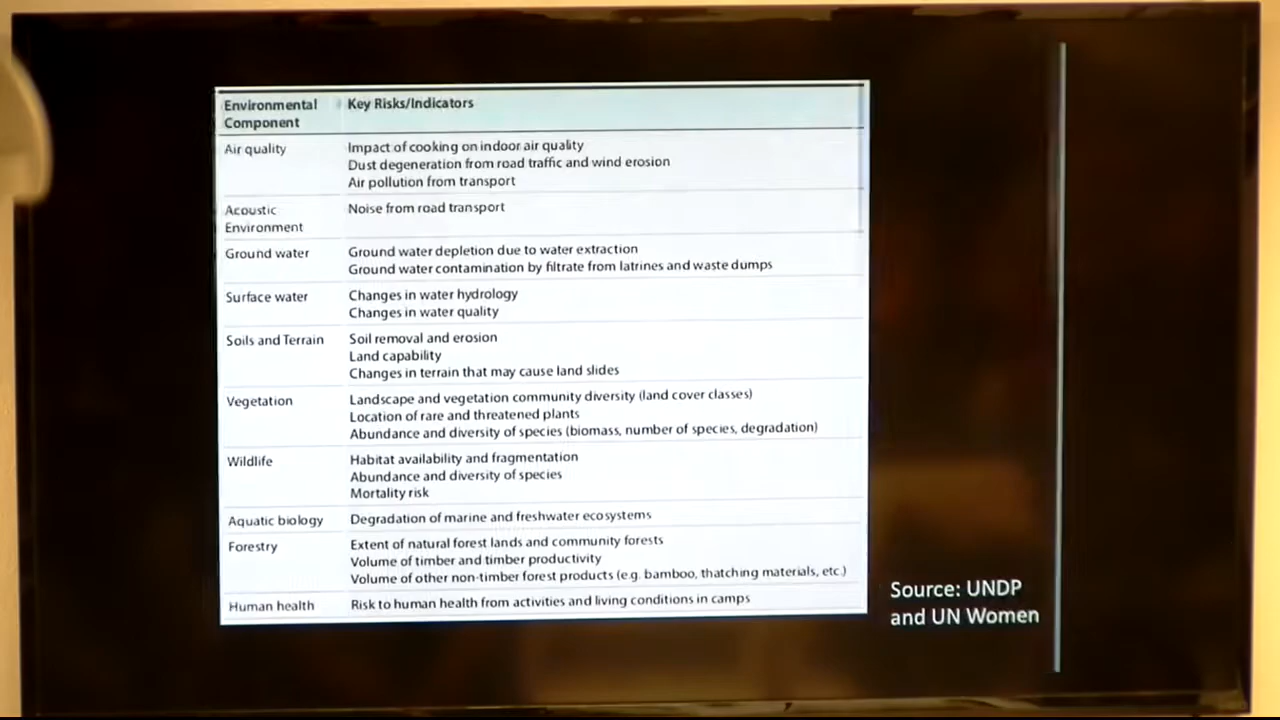 Environmental Component Key Risks/Indicators
Air quality
Impact of cooking on indoor air quality
Dust degeneration from road traffic and wind erosion
Air pollution from transport
Acoustic Environment
Noise from road transport
Ground water
Ground water depletion due to water extraction
Ground water contamination by filtrate from latrines and waste dumps
Surface water
Changes in water hydrology
Changes in water quality
Soils and Terrain
Soil removal and erosion
Land capability
Changes in terrain that may cause land slides
Vegetation
Landscape and vegetation community diversity (land cover classes)
Location of rare and threatened plants
Abundance and diversity of species (biomass, number of species, degradation)
Wildlife
Habitat availability and fragmentation
Abundance and diversity of species
Mortality risk
Aquatic biology
Degradation of marine and freshwater ecosystems
Forestry
Extent of natural forest lands and community forests
Volume of timber and timber productivity
Volume of other non-timber forest products (e.g. bamboo, thatching materials, etc.)
Human health
Risk to human health from activities and living conditions in camps
Source: UNDP
and UN Women